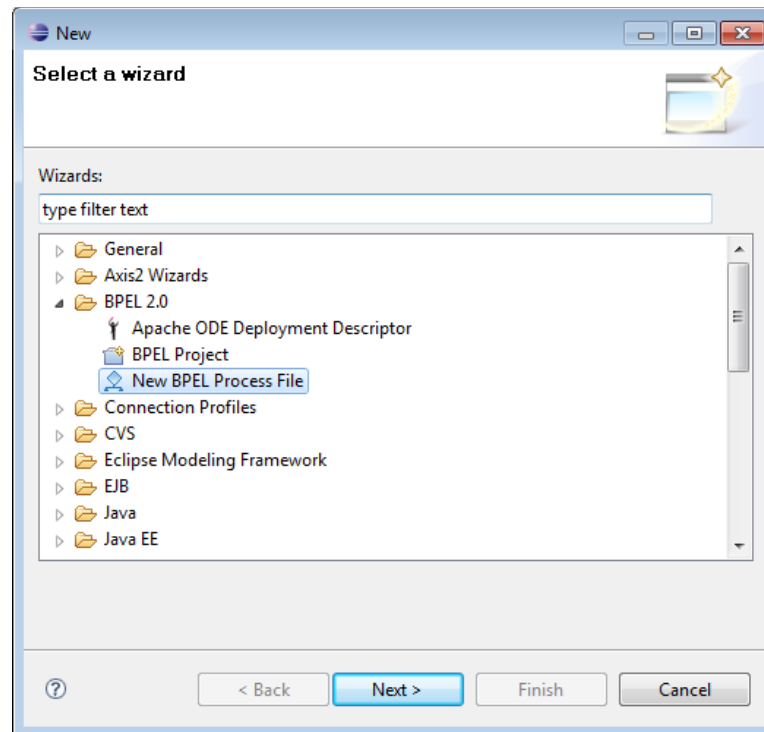 New
Select a wizard
Wizards:
type filter text
General
Axis2 Wizards
BPEL 2.0
Apache ODE Deployment Descriptor
BPEL Project
New BPEL Process File
Connection Profiles
CVS
Eclipse Modeling Framework
EJB
Java
Java EE
? < Back Next > Finish Cancel